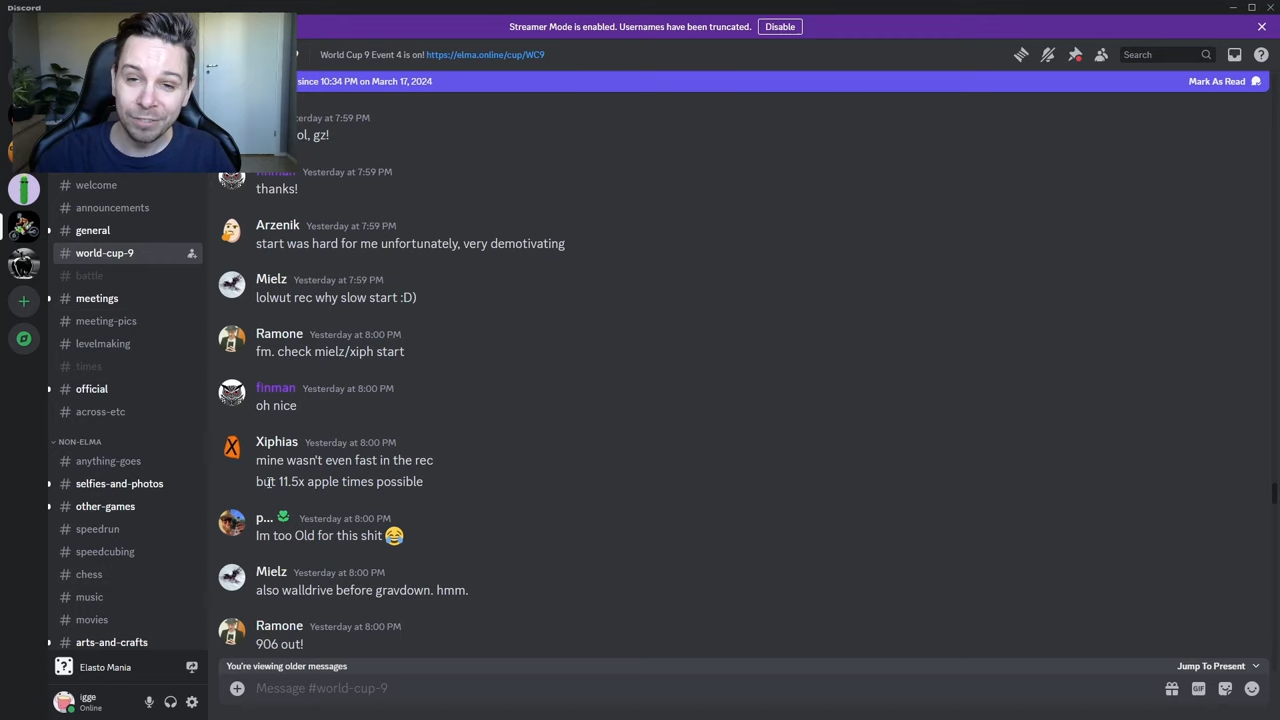 Discord
Streamer Mode is enabled. Usernames have been truncated.
Disable
World Cup 9 Event 4 is on! https://elma.online/cup/WC9
Search
since 10:34 PM on March 17, 2024
Mark As Read
7:59 PM
ol, gz!
finman Yesterday at 7:59 PM
thanks!
Arzenik Yesterday at 7:59 PM
start was hard for me unfortunately, very demotivating
Mielz Yesterday at 7:59 PM
lolwut rec why slow start :D)
Ramone Yesterday at 8:00 PM
fm. check mielz/xiph start
finman Yesterday at 8:00 PM
oh nice
Xiphias Yesterday at 8:00 PM
mine wasn't even fast in the rec
but 11.5x apple times possible
p... Yesterday at 8:00 PM
Im too Old for this shit
Mielz Yesterday at 8:00 PM
also walldrive before gravdown. hmm.
Ramone Yesterday at 8:00 PM
906 out!
You're viewing older messages
Jump To Present
Message #world-cup-9
GIF
# welcome
# announcements
# general
# world-cup-9
# battle
# meetings
# meeting-pics
# levelmaking
# times
# official
# across-etc
NON-ELMA
# anything-goes
# selfies-and-photos
# other-games
# speedrun
# speedcubing
# chess
# music
# movies
# arts-and-crafts
Elasto Mania
igge
Online